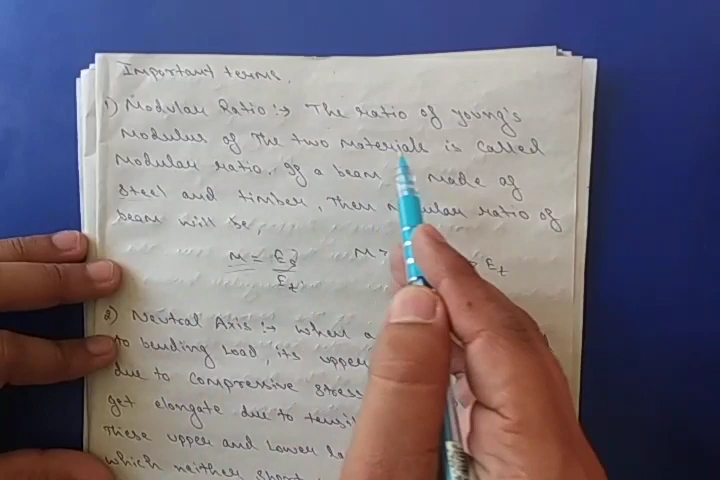 Important terms.
1) Modular Ratio :→ The ratio of young's
Modulus of The two Materials is called
Modular ratio. If a beam made of
Steel and timber, Then ratio of
beam will be,
M = Es/Et
2) Neutral Axis :→ when a
to bending Load, its upper
due to compressive stress
get elongate due to
These upper and Lower
which neither